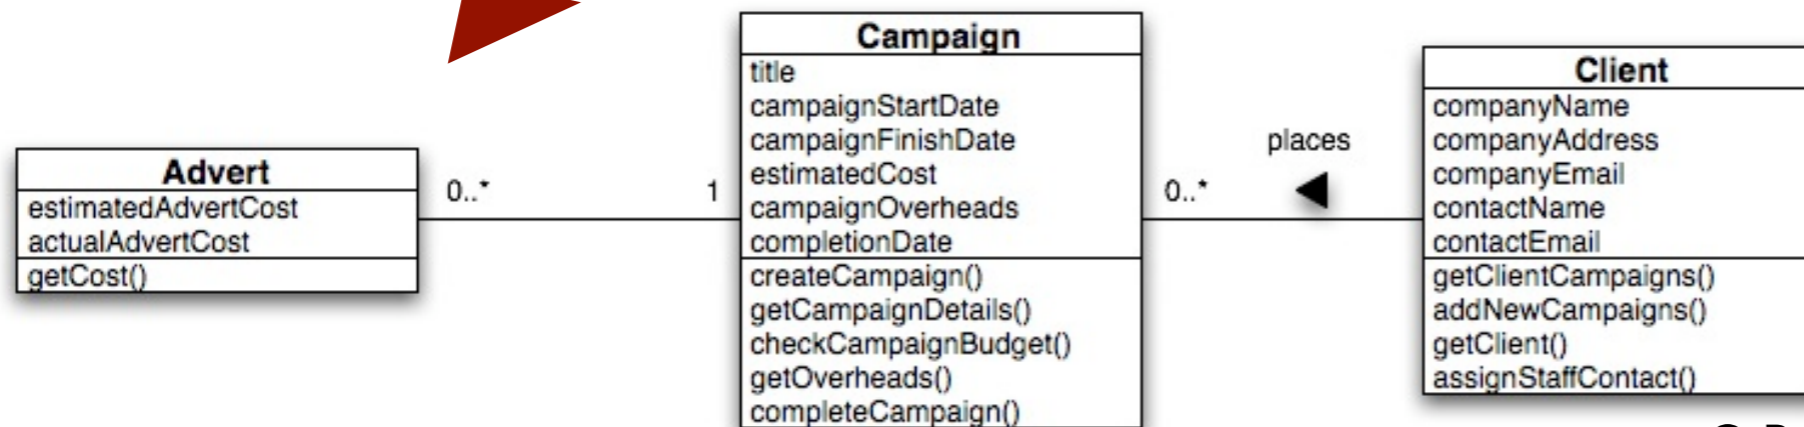 Advert
estimatedAdvertCost
actualAdvertCost
getCost()
0..*
1
Campaign
title
campaignStartDate
campaignFinishDate
estimatedCost
campaignOverheads
completionDate
createCampaign()
getCampaignDetails()
checkCampaignBudget()
getOverheads()
completeCampaign()
0..*
places
Client
companyName
companyAddress
companyEmail
contactName
contactEmail
getClientCampaigns()
addNewCampaigns()
getClient()
assignStaffContact()